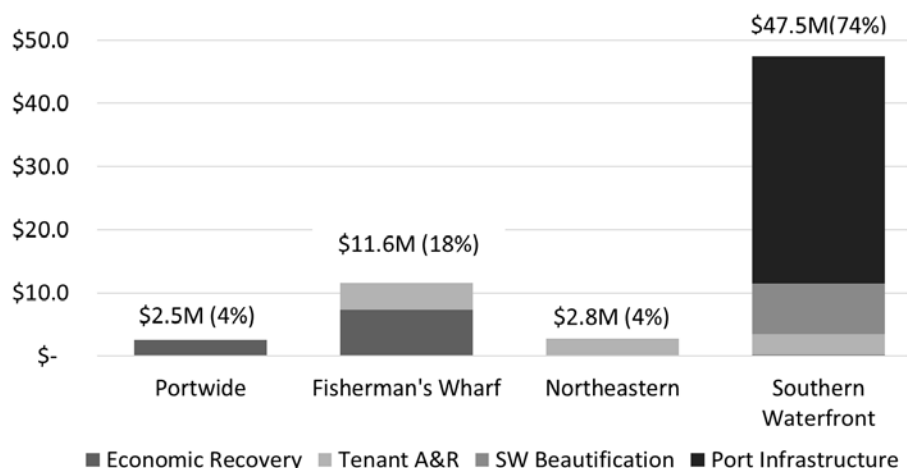 $47.5M(74%)
$50.0
$40.0
$30.0
$20.0
$11.6M (18%)
$10.0
$2.5M (4%)
$2.8M (4%)
$-
Portwide
Fisherman's Wharf
Northeastern
Southern
Waterfront
Economic Recovery
Tenant A&R
SW Beautification
Port Infrastructure